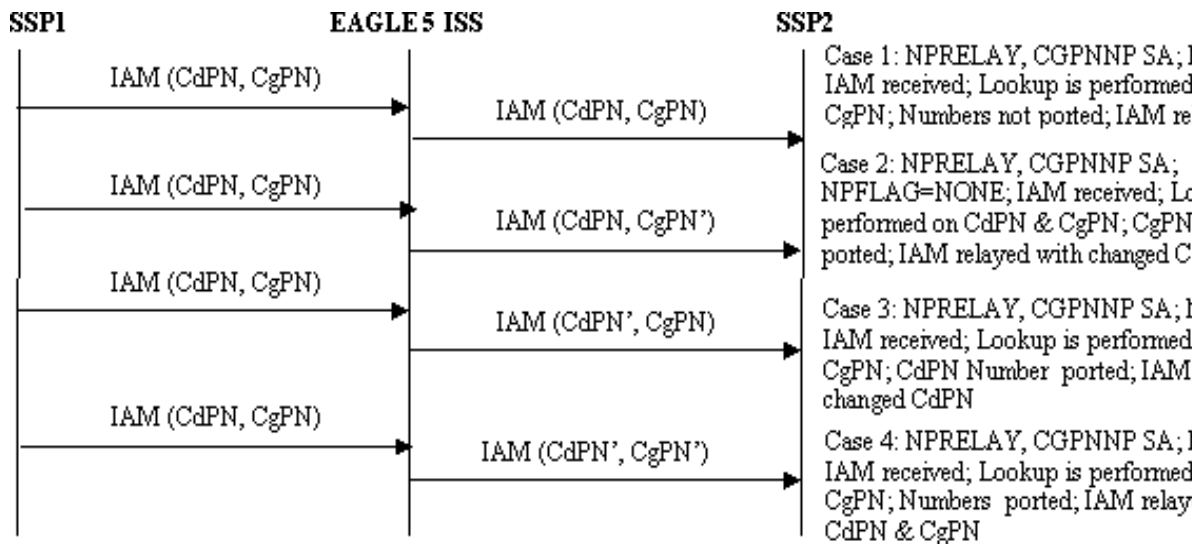 SSP1 EAGLE 5 ISS SSP2
IAM (CdPN, CgPN)
IAM (CdPN, CgPN)
Case 1: NPRELAY, CGPNNP SA;
IAM received; Lookup is performed
CgPN; Numbers not ported; IAM
IAM (CdPN, CgPN)
IAM (CdPN, CgPN’)
Case 2: NPRELAY, CGPNNP SA;
NPFLAG=NONE; IAM received;
performed on CdPN & CgPN; CgPN
ported; IAM relayed with changed
IAM (CdPN, CgPN)
IAM (CdPN’, CgPN)
Case 3: NPRELAY, CGPNNP SA;
IAM received; Lookup is performed
CgPN; CdPN Number ported; IAM
changed CdPN
IAM (CdPN, CgPN)
IAM (CdPN’, CgPN’)
Case 4: NPRELAY, CGPNNP SA;
IAM received; Lookup is performed
CgPN; Numbers ported; IAM
CdPN & CgPN